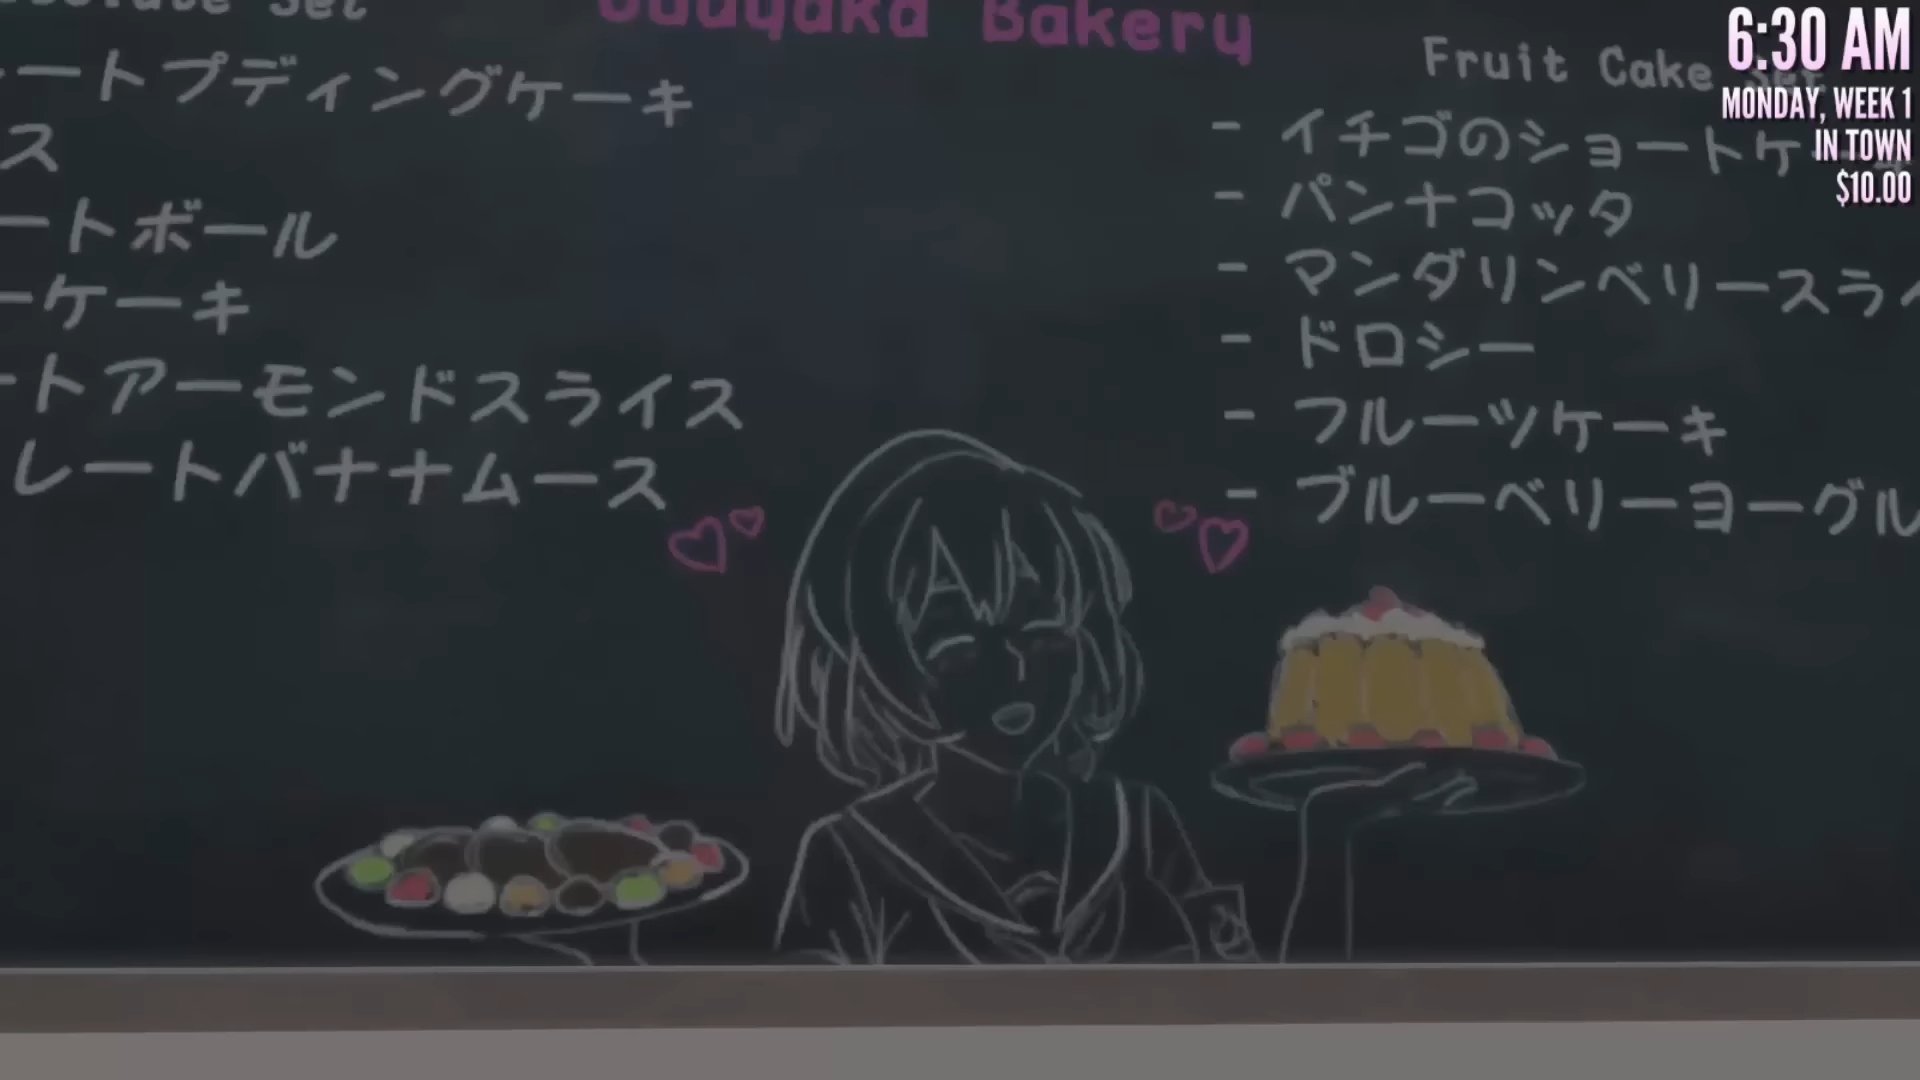 Set
ートプディングケーキ
ス
ートボール
ーケーキ
ートアーモンドスライス
レートバナナムース
Bakery
Fruit Cake
- イチゴのショートケ
- パンナコッタ
- マンダリンベリースライ
- ドロシー
- フルーツケーキ
- ブルーベリーヨーグル
6:30 AM
MONDAY, WEEK 1
IN TOWN
$10.00